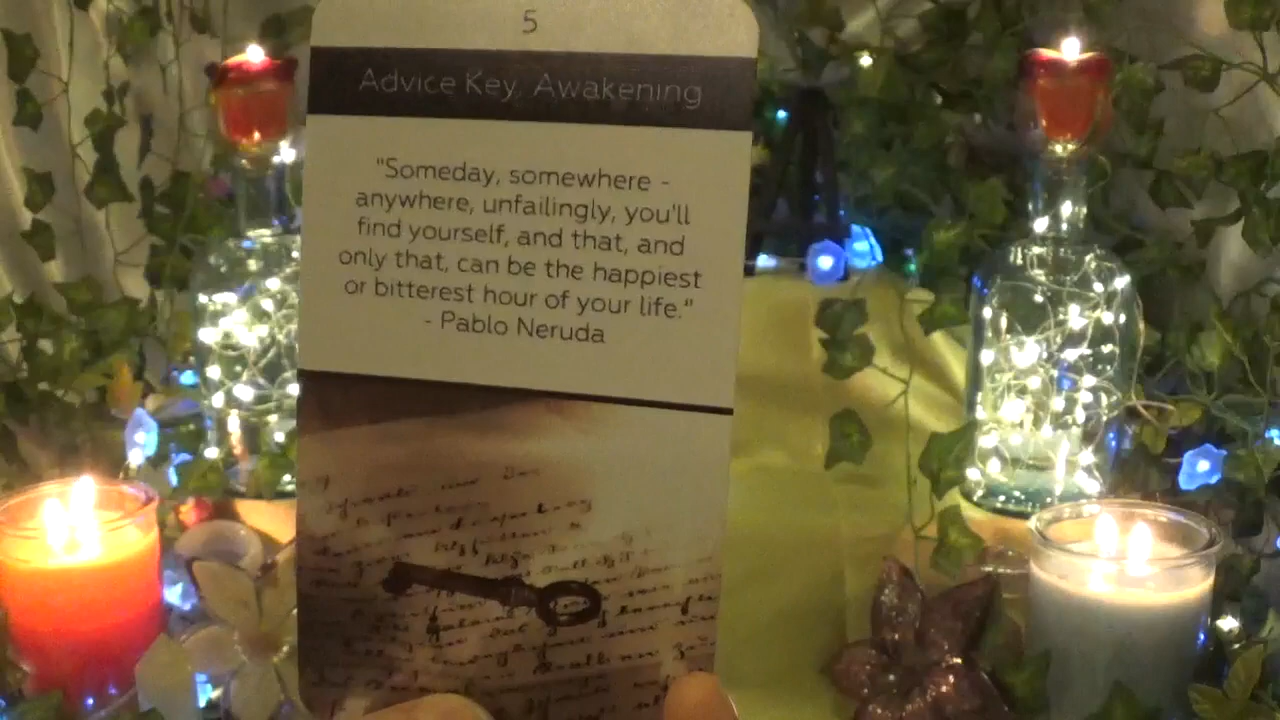 5
Advice Key, Awakening
"Someday, somewhere -
anywhere, unfailingly, you'll
find yourself, and that, and
only that, can be the happiest
or bitterest hour of your life."
- Pablo Neruda